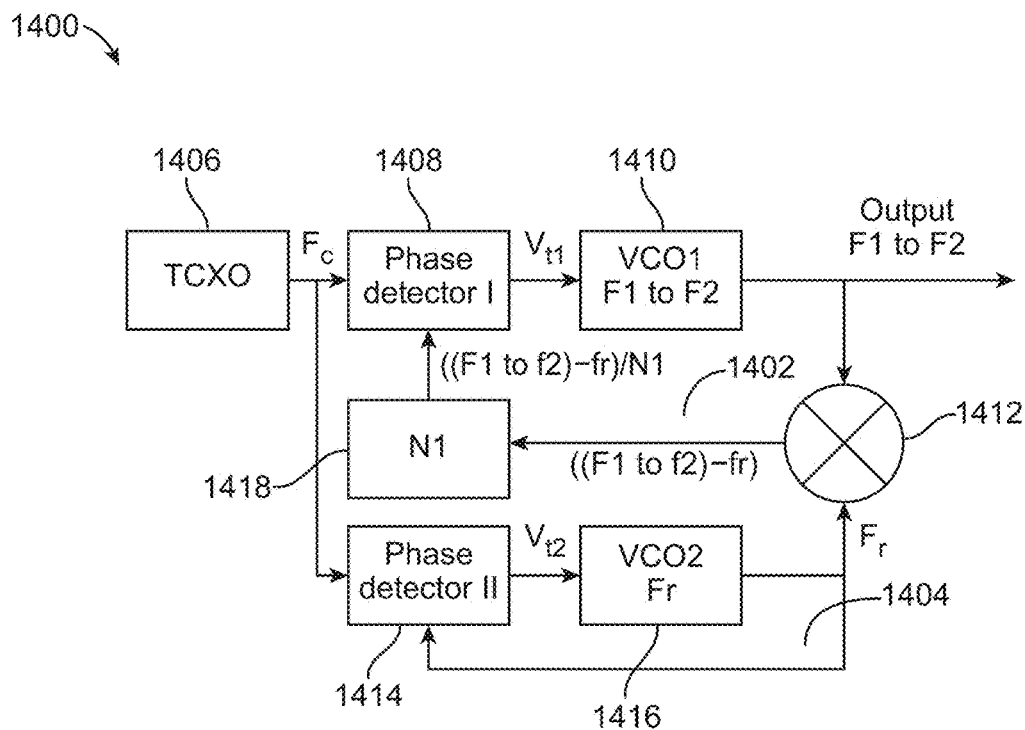 1400
1406
1408
1410
Output
F1 to F2
TCXO
Fc
Phase
detector I
Vt1
VCO1
F1 to F2
((F1 to f2)−fr)/N1
1402
1412
N1
((F1 to f2)−fr)
1418
Phase
detector II
Vt2
VCO2
Fr
Fr
1404
1414
1416